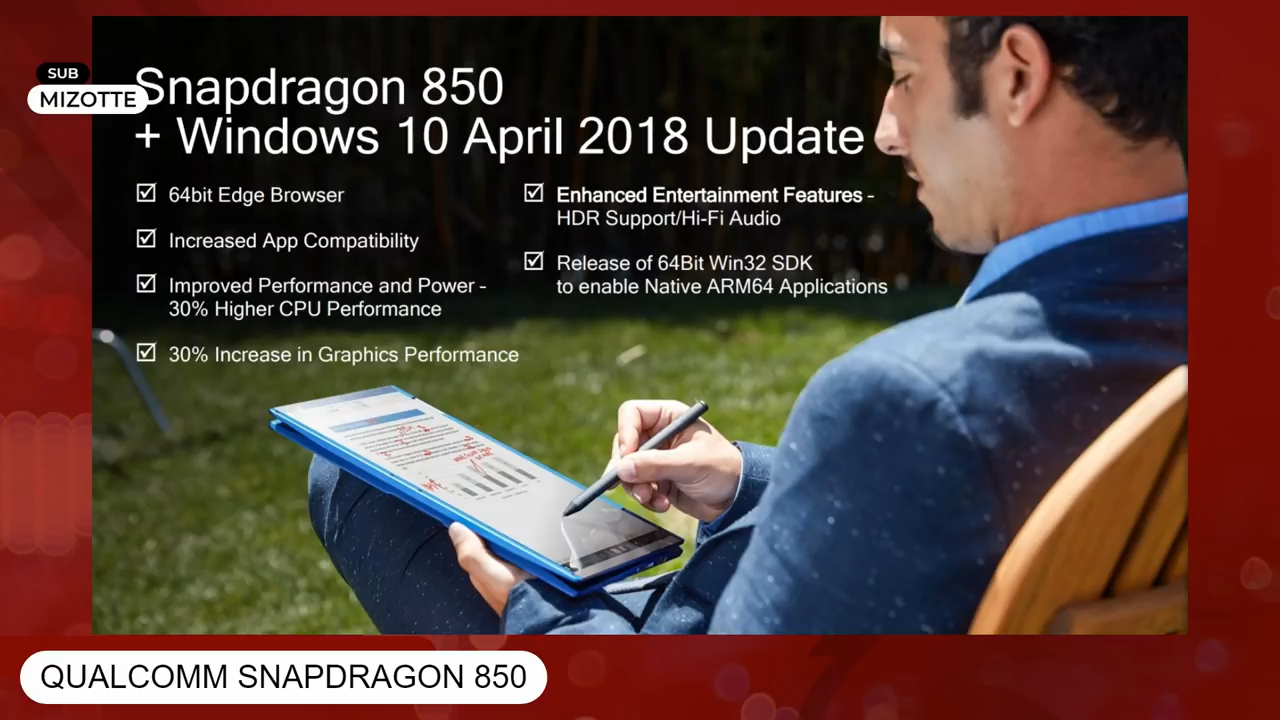 SUB
MIZOTTE
Snapdragon 850
+ Windows 10 April 2018 Update
64bit Edge Browser
Increased App Compatibility
Improved Performance and Power -
30% Higher CPU Performance
30% Increase in Graphics Performance
Enhanced Entertainment Features -
HDR Support/Hi-Fi Audio
Release of 64Bit Win32 SDK
to enable Native ARM64 Applications
QUALCOMM SNAPDRAGON 850